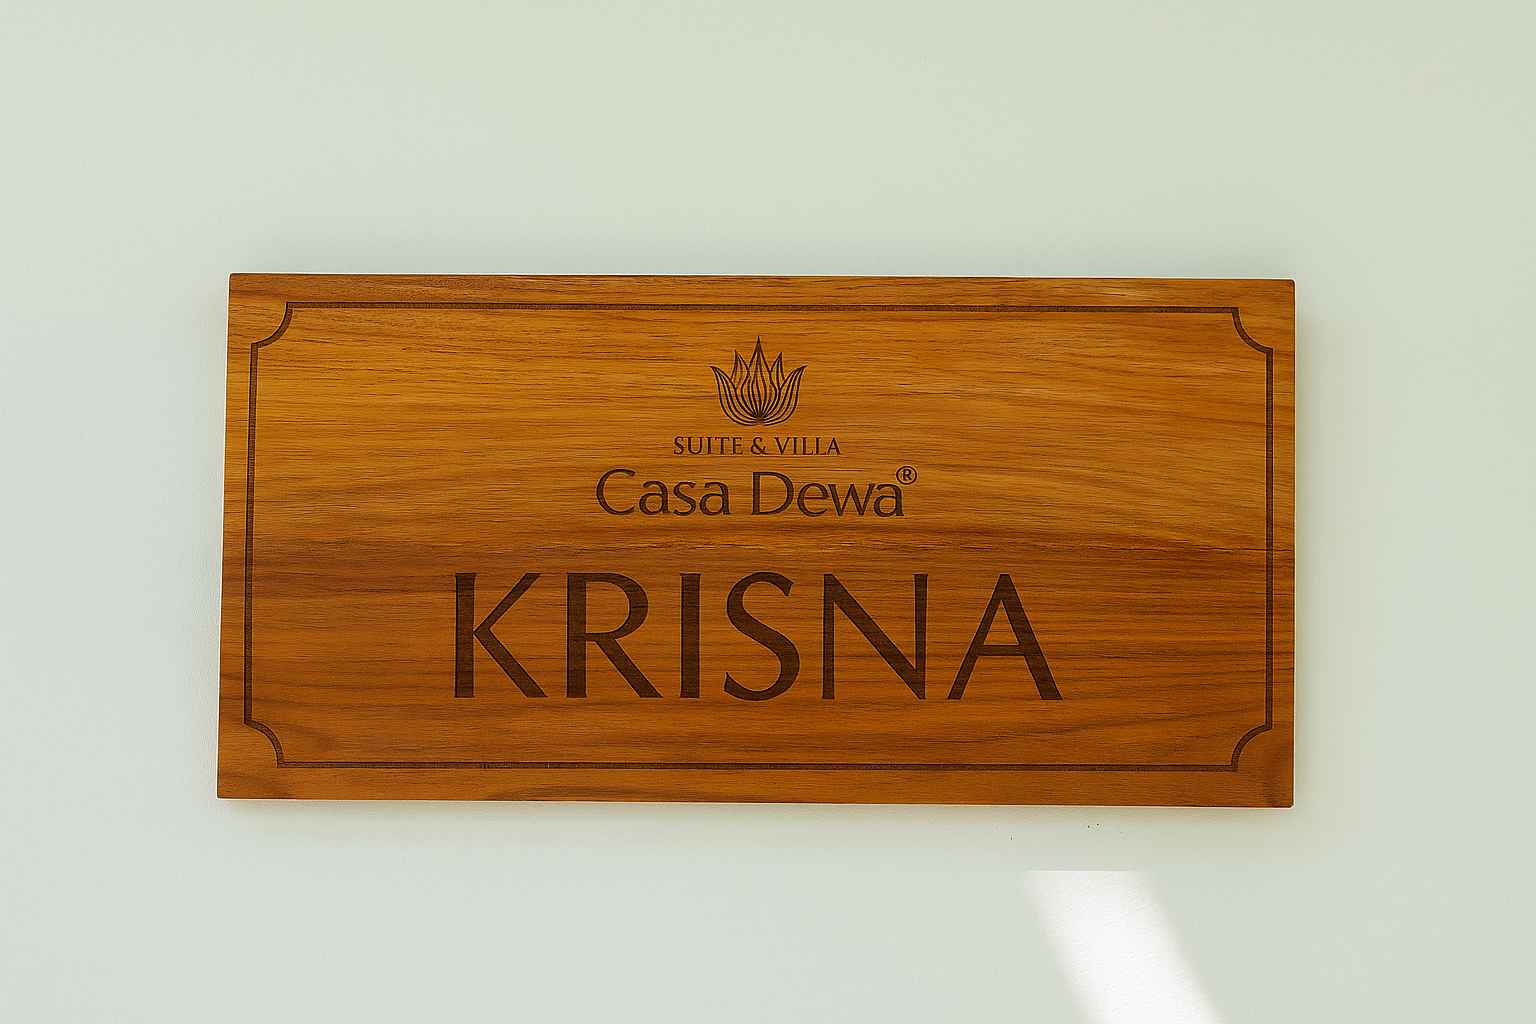 SUITE & VILLA
Casa Dewa®
KRISNA